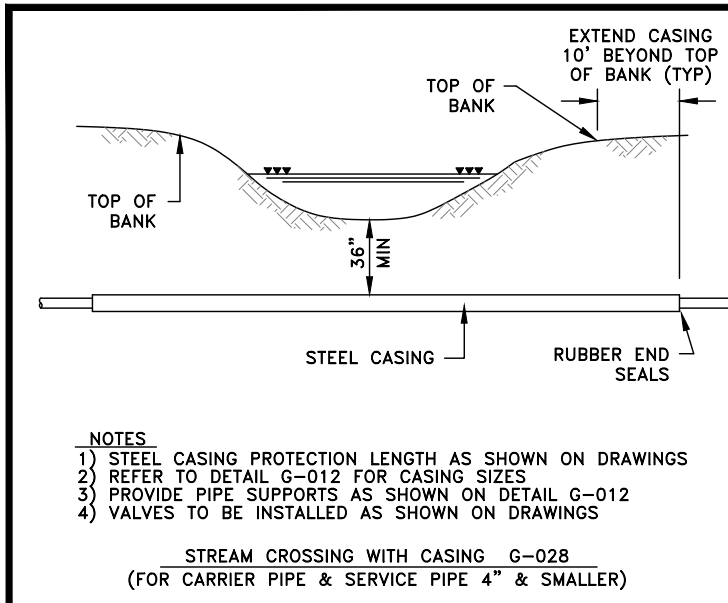 EXTEND CASING
10' BEYOND TOP
OF BANK (TYP)
TOP OF
BANK
TOP OF
BANK
36"
MIN
STEEL CASING
RUBBER END
SEALS
NOTES
1) STEEL CASING PROTECTION LENGTH AS SHOWN ON DRAWINGS
2) REFER TO DETAIL G-012 FOR CASING SIZES
3) PROVIDE PIPE SUPPORTS AS SHOWN ON DETAIL G-012
4) VALVES TO BE INSTALLED AS SHOWN ON DRAWINGS
STREAM CROSSING WITH CASING G-028
(FOR CARRIER PIPE & SERVICE PIPE 4" & SMALLER)